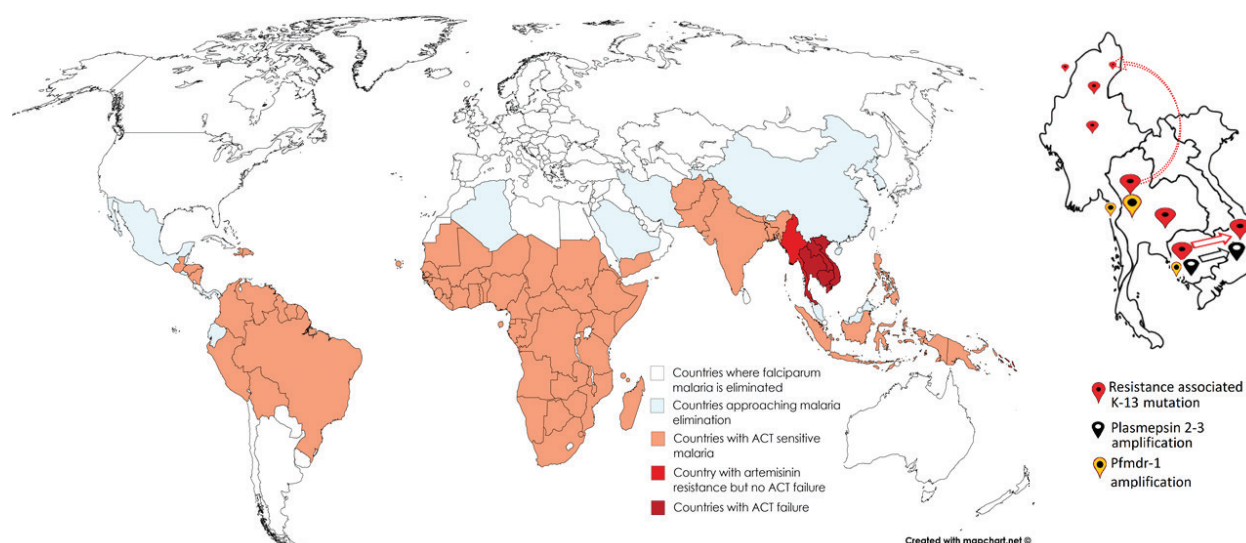 Countries where falciparum
malaria is eliminated
Countries approaching malaria
elimination
Countries with ACT sensitive
malaria
Country with artemisinin
resistance but no ACT failure
Countries with ACT failure
Created with mapchart.net ©
Resistance associated
K-13 mutation
Plasmepsin 2-3
amplification
Pfmdr-1
amplification